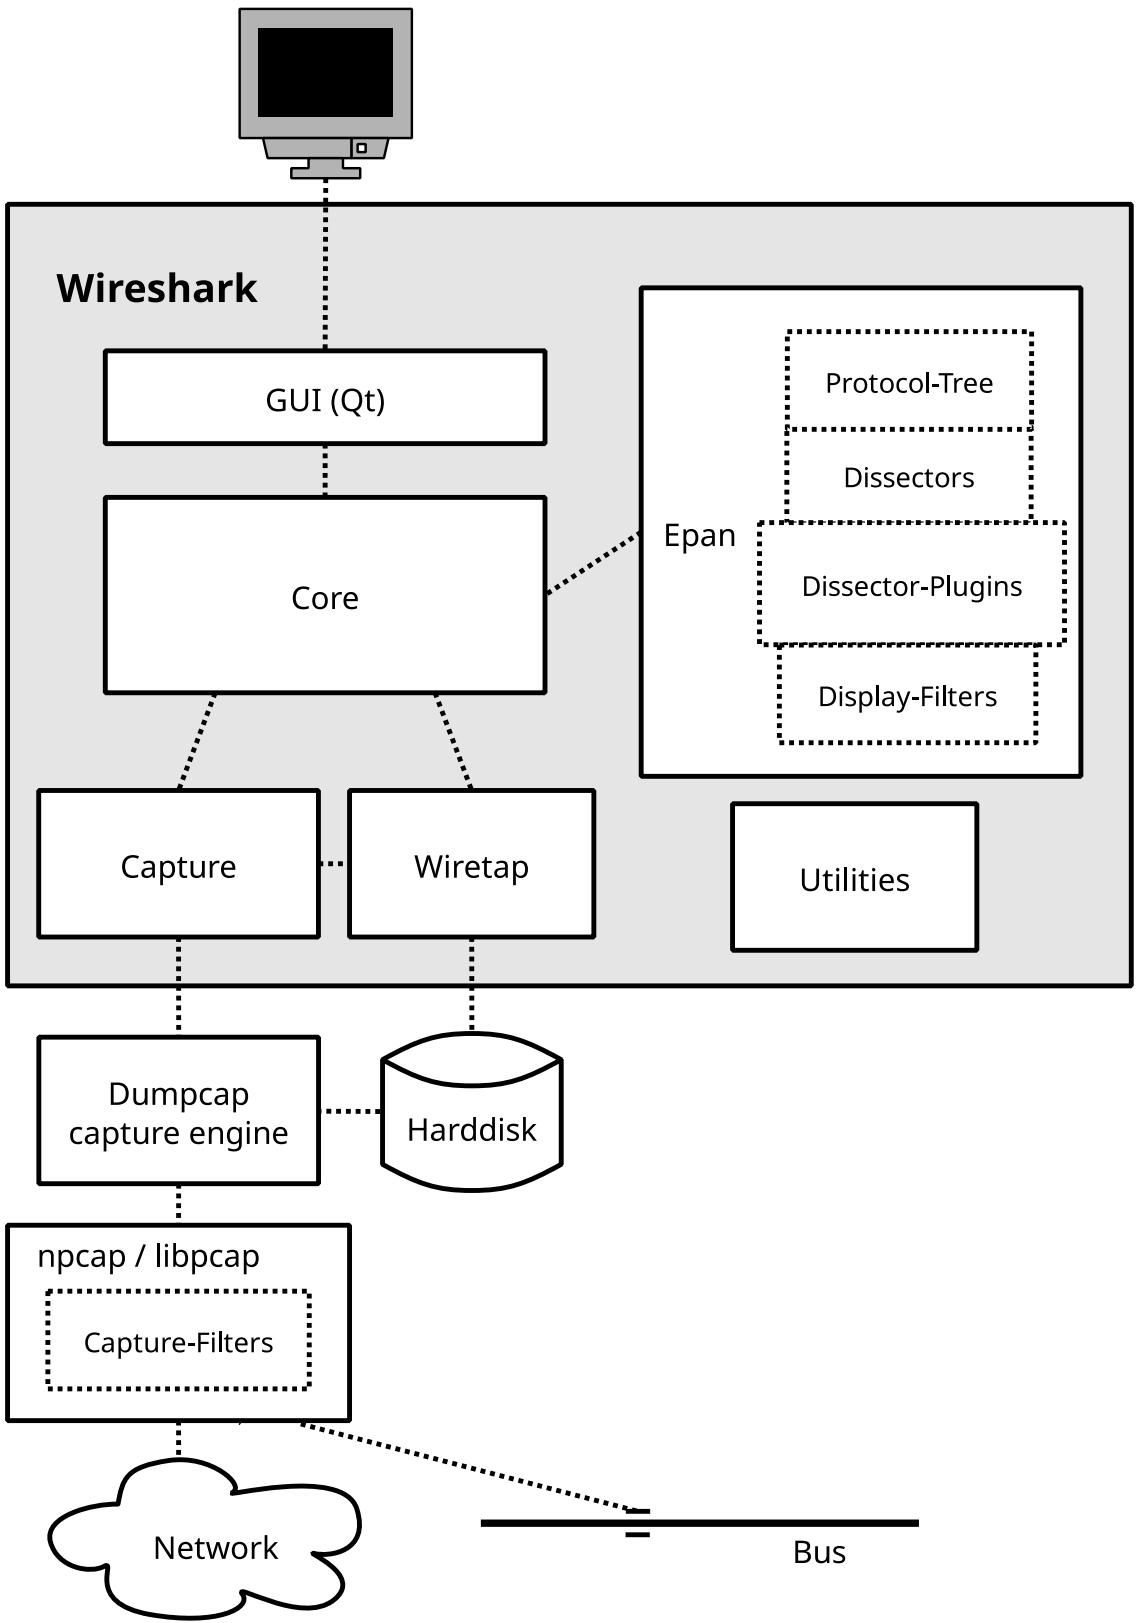 Wireshark
GUI (Qt)
Core
Epan
Protocol-Tree
Dissectors
Dissector-Plugins
Display-Filters
Capture
Wiretap
Utilities
Dumpcap
capture engine
Harddisk
npcap / libpcap
Capture-Filters
Network
Bus